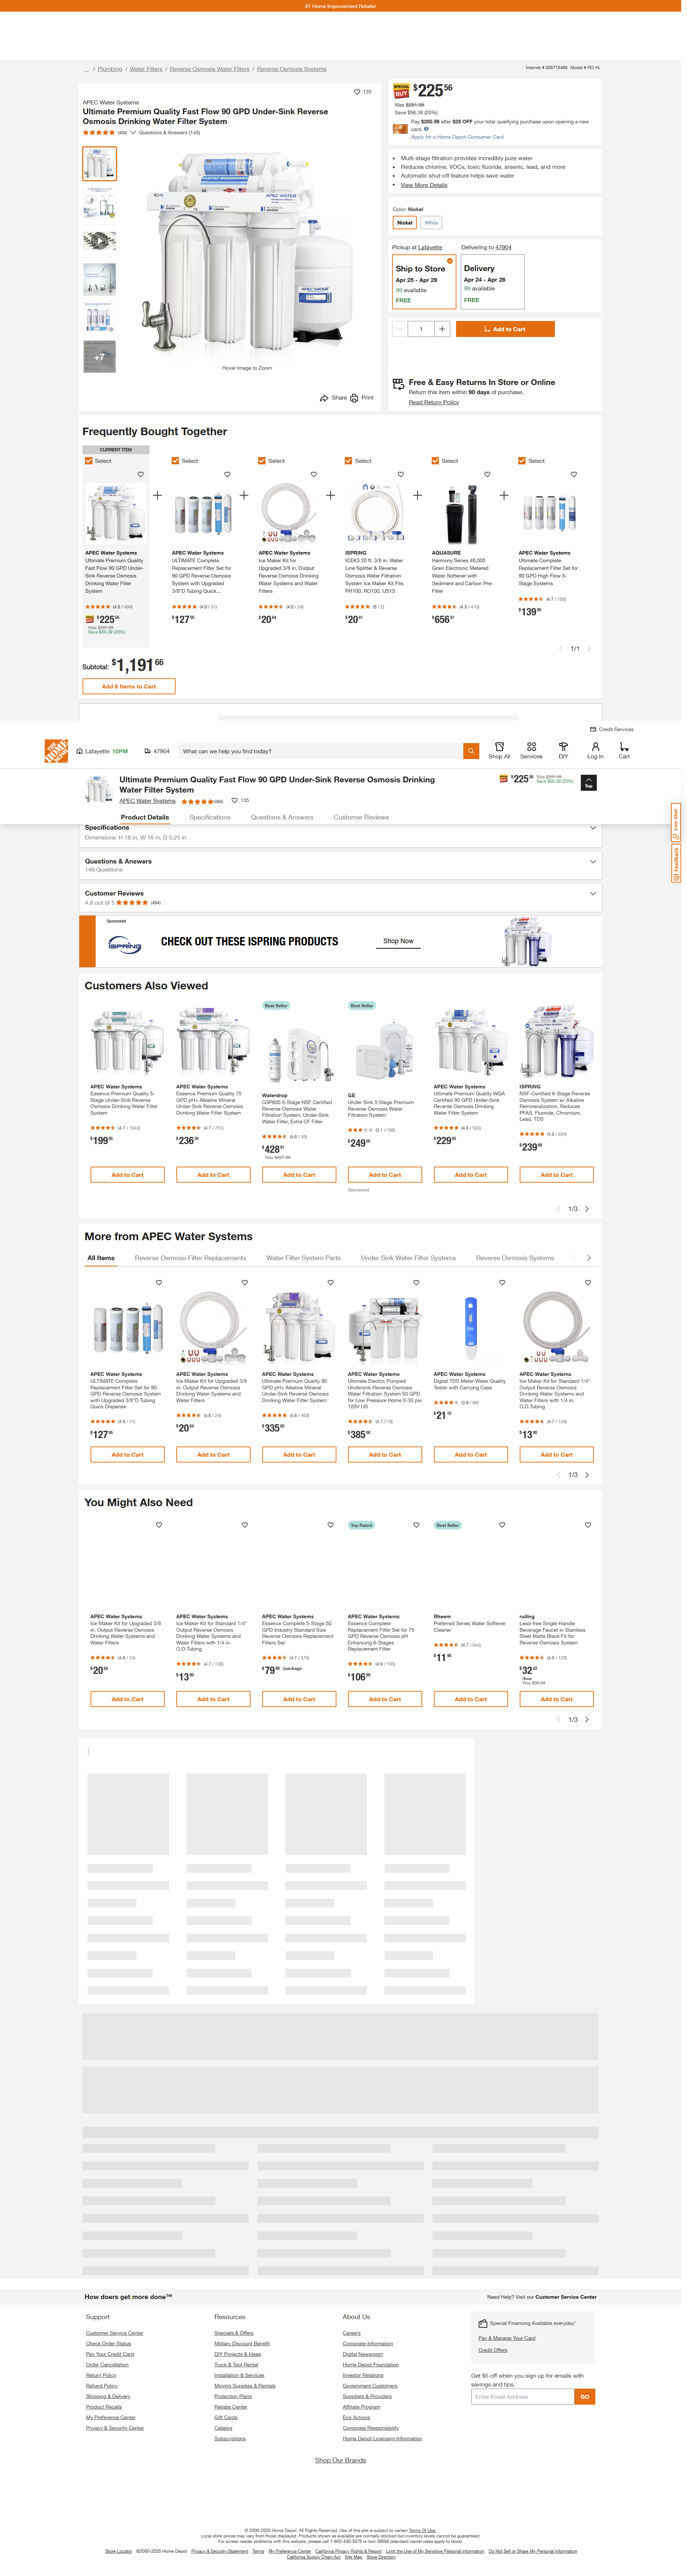 #1 Home Improvement Retailer
... / Plumbing / Water Filters / Reverse Osmosis Water Filters / Reverse Osmosis Systems
Internet # 306716488 Model # RO-Hi
135
APEC Water Systems
Ultimate Premium Quality Fast Flow 90 GPD Under-Sink Reverse
Osmosis Drinking Water Filter System
(494) Questions & Answers (148)
+7
Hover Image to Zoom
Share Print
SPECIAL BUY
$225 56
Was $281.95
Save $56.39 (20%)
Pay $200.56 after $25 OFF your total qualifying purchase upon opening a new
card.
Apply for a Home Depot Consumer Card
Multi-stage filtration provides incredibly pure water
Reduces chlorine, VOCs, toxic fluoride, arsenic, lead, and more
Automatic shut-off feature helps save water
View More Details
Color: Nickel
Nickel White
Pickup at Lafayette Delivering to 47904
Ship to Store
Apr 25 - Apr 29
99 available
FREE
Delivery
Apr 24 - Apr 28
99 available
FREE
1
Add to Cart
Free & Easy Returns In Store or Online
Return this item within 90 days of purchase.
Read Return Policy
Frequently Bought Together
CURRENT ITEM
Select Select Select Select Select Select
APEC Water Systems
Ultimate Premium Quality
Fast Flow 90 GPD Under-
Sink Reverse Osmosis
Drinking Water Filter
System
(4.8 / 494)
$225 56
Was $281.95
Save $56.39 (20%)
APEC Water Systems
ULTIMATE Complete
Replacement Filter Set for
90 GPD Reverse Osmosis
System with Upgraded
3/8"D Tubing Quick...
(4.9 / 31)
$127 95
APEC Water Systems
Ice Maker Kit for
Upgraded 3/8 in. Output
Reverse Osmosis Drinking
Water Systems and Water
Filters
(4.6 / 24)
$20 44
ISPRING
ICEK3 20 ft. 3/8 in. Water
Line Splitter & Reverse
Osmosis Water Filtration
System Ice Maker Kit Fits
PH100, RO100, US15
(5 / 2)
$20 61
AQUASURE
Harmony Series 48,000
Grain Electronic Metered
Water Softener with
Sediment and Carbon Pre-
Filter
(4.3 / 475)
$656 91
APEC Water Systems
Ultimate Complete
Replacement Filter Set for
90 GPD High Flow 5-
Stage Systems
(4.7 / 100)
$139 99
1/1
Subtotal: $1,191 66
Add 6 Items to Cart
Credit Services
THE HOME DEPOT
Lafayette 10PM 47904 What can we help you find today?
Shop All Services DIY Log In Cart
Ultimate Premium Quality Fast Flow 90 GPD Under-Sink Reverse Osmosis Drinking
Water Filter System
APEC Water Systems (494) 135
$225 56 Was $281.95
Save $56.39 (20%)
Top
Product Details Specifications Questions & Answers Customer Reviews
Live Chat
Feedback
Specifications
Dimensions: H 18 in, W 16 in, D 5.25 in
Questions & Answers
148 Questions
Customer Reviews
4.8 out of 5 (494)
Sponsored
iSPRING
CHECK OUT THESE ISPRING PRODUCTS
Shop Now
Customers Also Viewed
APEC Water Systems
Essence Premium Quality 5-
Stage Under-Sink Reverse
Osmosis Drinking Water Filter
System
(4.7 / 1843)
$199 95
Add to Cart
APEC Water Systems
Essence Premium Quality 75
GPD pH+ Alkaline Mineral
Under-Sink Reverse Osmosis
Drinking Water Filter System
(4.7 / 751)
$236 30
Add to Cart
Best Seller
Waterdrop
G3P600 8-Stage NSF Certified
Reverse Osmosis Water
Filtration System, Under-Sink
Water Filter, Extra CF Filter
(4.6 / 45)
$428 91
Add to Cart
Best Seller
GE
Under Sink 5 Stage Premium
Reverse Osmosis Water
Filtration System
(3.1 / 186)
$249 00
Add to Cart
Sponsored
APEC Water Systems
Ultimate Premium Quality WQA
Certified 90 GPD Under-Sink
Reverse Osmosis Drinking
Water Filter System
$229 95
Add to Cart
ISPRING
NSF-Certified 6-Stage Reverse
Osmosis System w/ Alkaline
Remineralization, Reduces
PFAS, Fluoride, Chromium,
Lead, TDS
Add to Cart
1/3
More from APEC Water Systems
All Items Reverse Osmosis Filter Replacements Water Filter System Parts Under Sink Water Filter Systems Reverse Osmosis Systems
APEC Water Systems
ULTIMATE Complete
Replacement Filter Set for 90
GPD Reverse Osmosis System
with Upgraded 3/8"D Tubing
Quick Dispense
(4.9 / 31)
$127 95
Add to Cart
APEC Water Systems
Ice Maker Kit for Upgraded 3/8
in. Output Reverse Osmosis
Drinking Water Systems and
Water Filters
(4.6 / 24)
$20 44
Add to Cart
APEC Water Systems
Ultimate Premium Quality 90
GPD pH+ Alkaline Mineral
Under-Sink Reverse Osmosis
Drinking Water Filter System
$335 85
Add to Cart
APEC Water Systems
Ultimate Electric Pumped
Undersink Reverse Osmosis
Water Filtration System 50 GPD
for Low Pressure Home 0-30 psi
120V US
(4.7 / 19)
Add to Cart
APEC Water Systems
Digital TDS Meter Water Quality
Tester with Carrying Case
Add to Cart
APEC Water Systems
Ice Maker Kit for Standard 1/4"
Output Reverse Osmosis
Drinking Water Systems and
Water Filters with 1/4 in.
O.D.Tubing
(4.7 / 139)
Add to Cart
1/3
You Might Also Need
APEC Water Systems
Ice Maker Kit for Upgraded 3/8
in. Output Reverse Osmosis
Drinking Water Systems and
Water Filters
(4.6 / 24)
$20 44
Add to Cart
APEC Water Systems
Ice Maker Kit for Standard 1/4"
Output Reverse Osmosis
Drinking Water Systems and
Water Filters with 1/4 in.
O.D.Tubing
(4.7 / 139)
Add to Cart
APEC Water Systems
Essence Complete 5-Stage 50
GPD Industry Standard Size
Reverse Osmosis Replacement
Filters Set
$79 99 /package
Add to Cart
Top Rated
APEC Water Systems
Essence Complete
Replacement Filter Set for 75
GPD Reverse Osmosis pH
Enhancing 6-Stages
Replacement Filter
$106 99
Add to Cart
Best Seller
Rheem
Preferred Series Water Softener
Cleaner
(4.7 / 944)
$11 98
Add to Cart
ruiling
Lead-free Single-Handle
Beverage Faucet in Stainless
Steel Matte Black Fit for
Reverse Osmosis System
$32 43
/box
Add to Cart
1/3
How doers get more done™
Need Help? Visit our Customer Service Center
Support
Customer Service Center
Check Order Status
Pay Your Credit Card
Order Cancellation
Return Policy
Refund Policy
Shipping & Delivery
Product Recalls
My Preference Center
Privacy & Security Center
Resources
Specials & Offers
Military Discount Benefit
DIY Projects & Ideas
Truck & Tool Rental
Installation & Services
Moving Supplies & Rentals
Protection Plans
Rebate Center
Gift Cards
Catalog
Subscriptions
About Us
Careers
Corporate Information
Digital Newsroom
Home Depot Foundation
Investor Relations
Government Customers
Suppliers & Providers
Affiliate Program
Eco Actions
Corporate Responsibility
Home Depot Licensing Information
Special Financing Available everyday*
Pay & Manage Your Card
Credit Offers
Get $5 off when you sign up for emails with
savings and tips.
Enter Email Address GO
Shop Our Brands
© 2000-2025 Home Depot. All Rights Reserved. Use of this site is subject to certain Terms Of Use.
Local store prices may vary from those displayed. Products shown as available are normally stocked but inventory levels cannot be guaranteed.
For screen reader problems with this website, please call 1-800-430-3376 or text 38698 (standard carrier rates apply to texts)
Store Locator ©2000-2025 Home Depot Privacy & Security Statement Terms My Preference Center California Privacy Rights & Report Limit the Use of My Sensitive Personal Information Do Not Sell or Share My Personal Information
California Supply Chain Act Site Map Store Directory